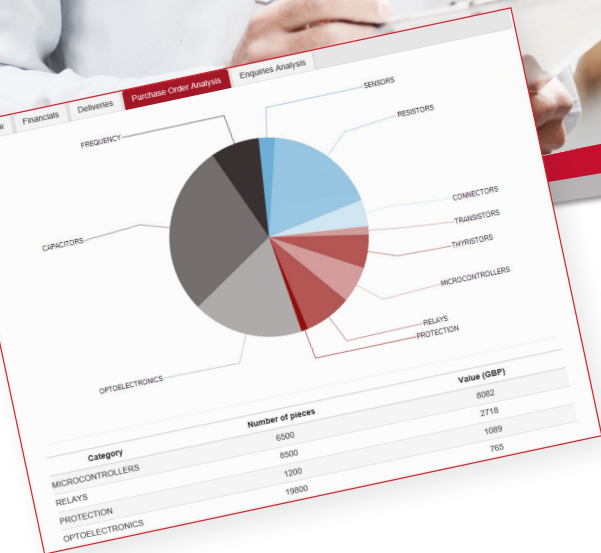 w Financials Deliveries Purchase Order Analysis Enquiries Analysis
SENSORS
FREQUENCY
RESISTORS
CONNECTORS
TRANSISTORS
CAPACITORS
THYRISTORS
MICROCONTROLLERS
RELAYS
PROTECTION
OPTOELECTRONICS
Category Number of pieces Value (GBP)
MICROCONTROLLERS 6500 8082
RELAYS 8500 2718
PROTECTION 1200 1089
OPTOELECTRONICS 19800 765